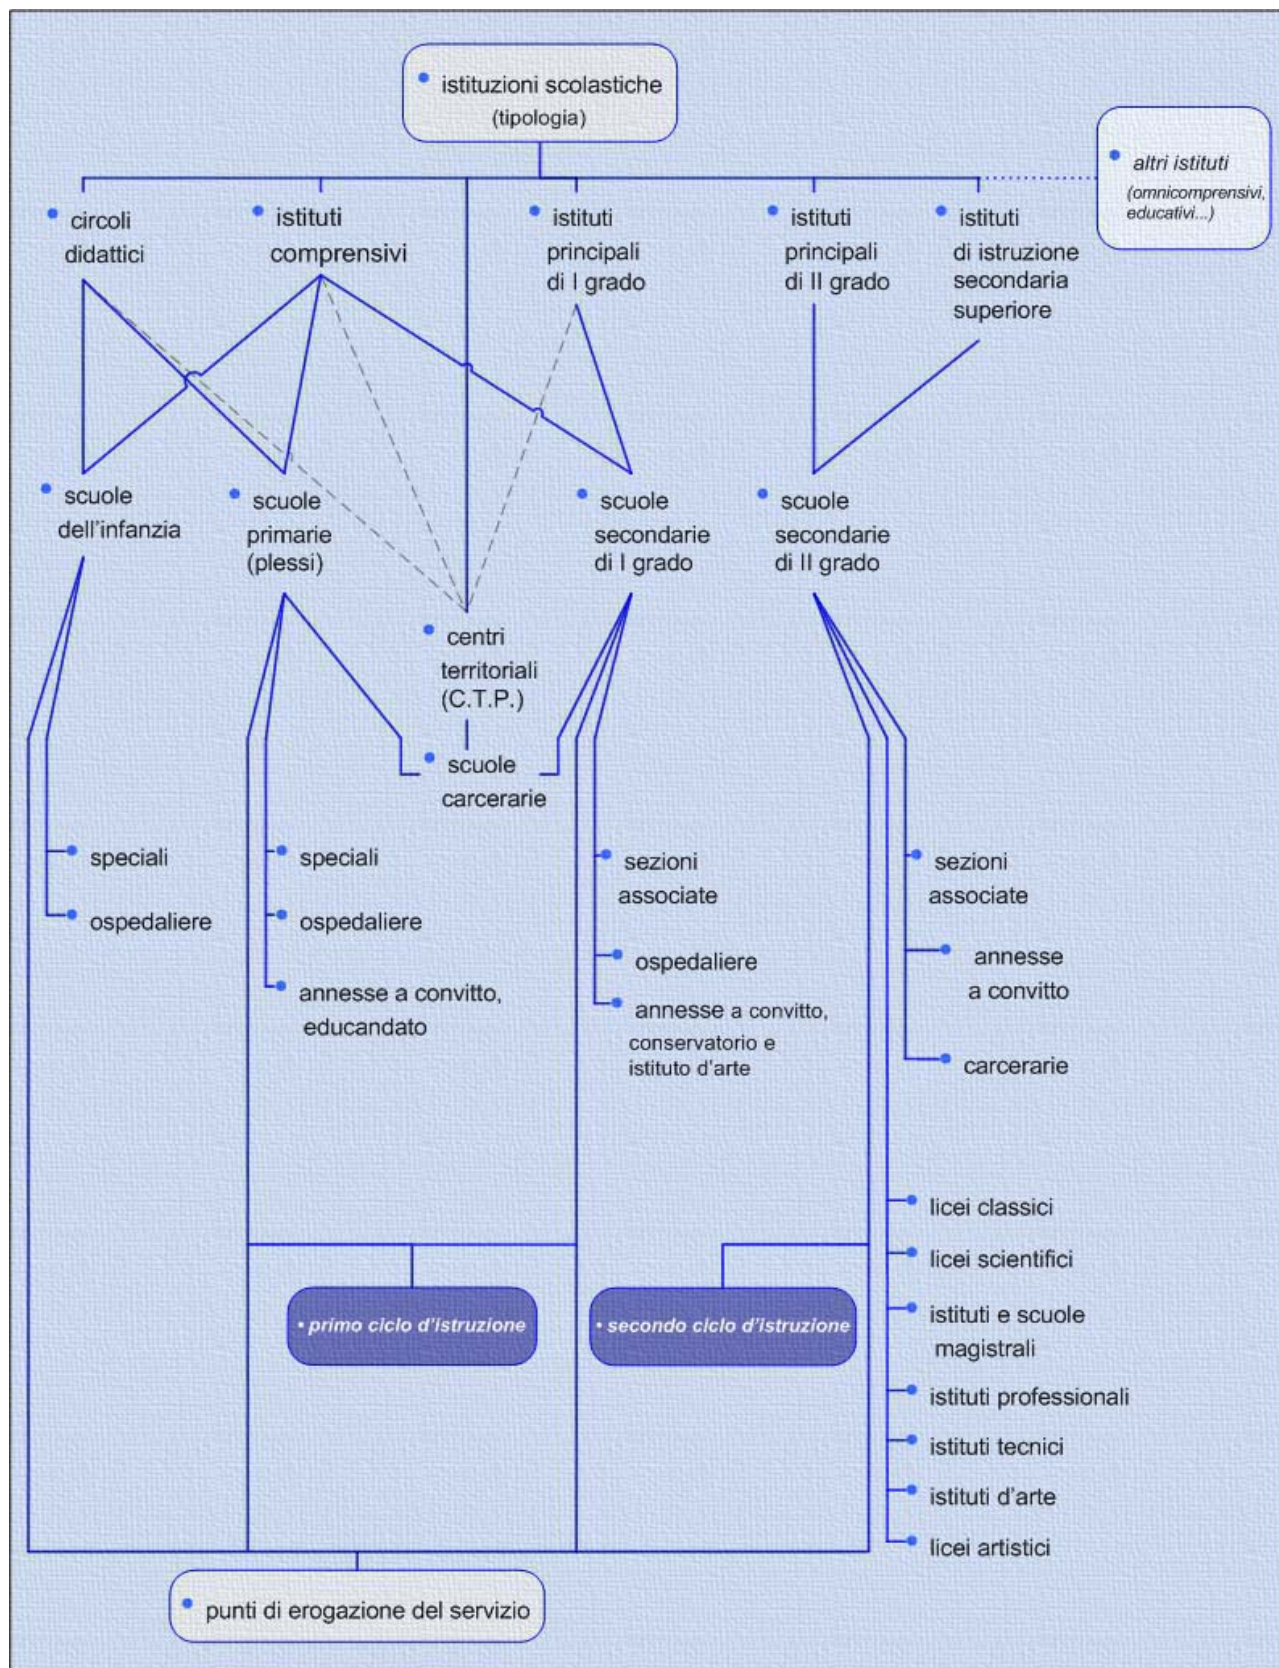 • istituzioni scolastiche
(tipologia)
• altri istituti
(omnicomprensivi,
educativi...)
• circoli
didattici
• istituti
comprensivi
• istituti
principali
di I grado
• istituti
principali
di II grado
• istituti
di istruzione
secondaria
superiore
• scuole
dell'infanzia
• scuole
primarie
(plessi)
• scuole
secondarie
di I grado
• scuole
secondarie
di II grado
• centri
territoriali
(C.T.P.)
• scuole
carcerarie
• speciali
• ospedaliere
• speciali
• ospedaliere
• annesse a convitto,
educandato
• sezioni
associate
• ospedaliere
• annesse a convitto,
conservatorio e
istituto d'arte
• sezioni
associate
• annesse
a convitto
• carcerarie
• licei classici
• licei scientifici
• istituti e scuole
magistrali
• istituti professionali
• istituti tecnici
• istituti d'arte
• licei artistici
• primo ciclo d'istruzione
• secondo ciclo d'istruzione
• punti di erogazione del servizio